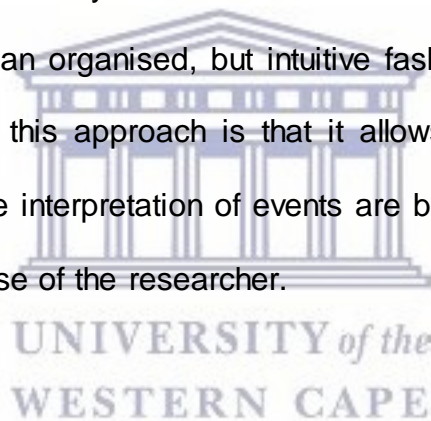 an organised, but intuitive fash
this approach is that it allows
e interpretation of events are b
se of the researcher.
UNIVERSITY of the
WESTERN CAPE